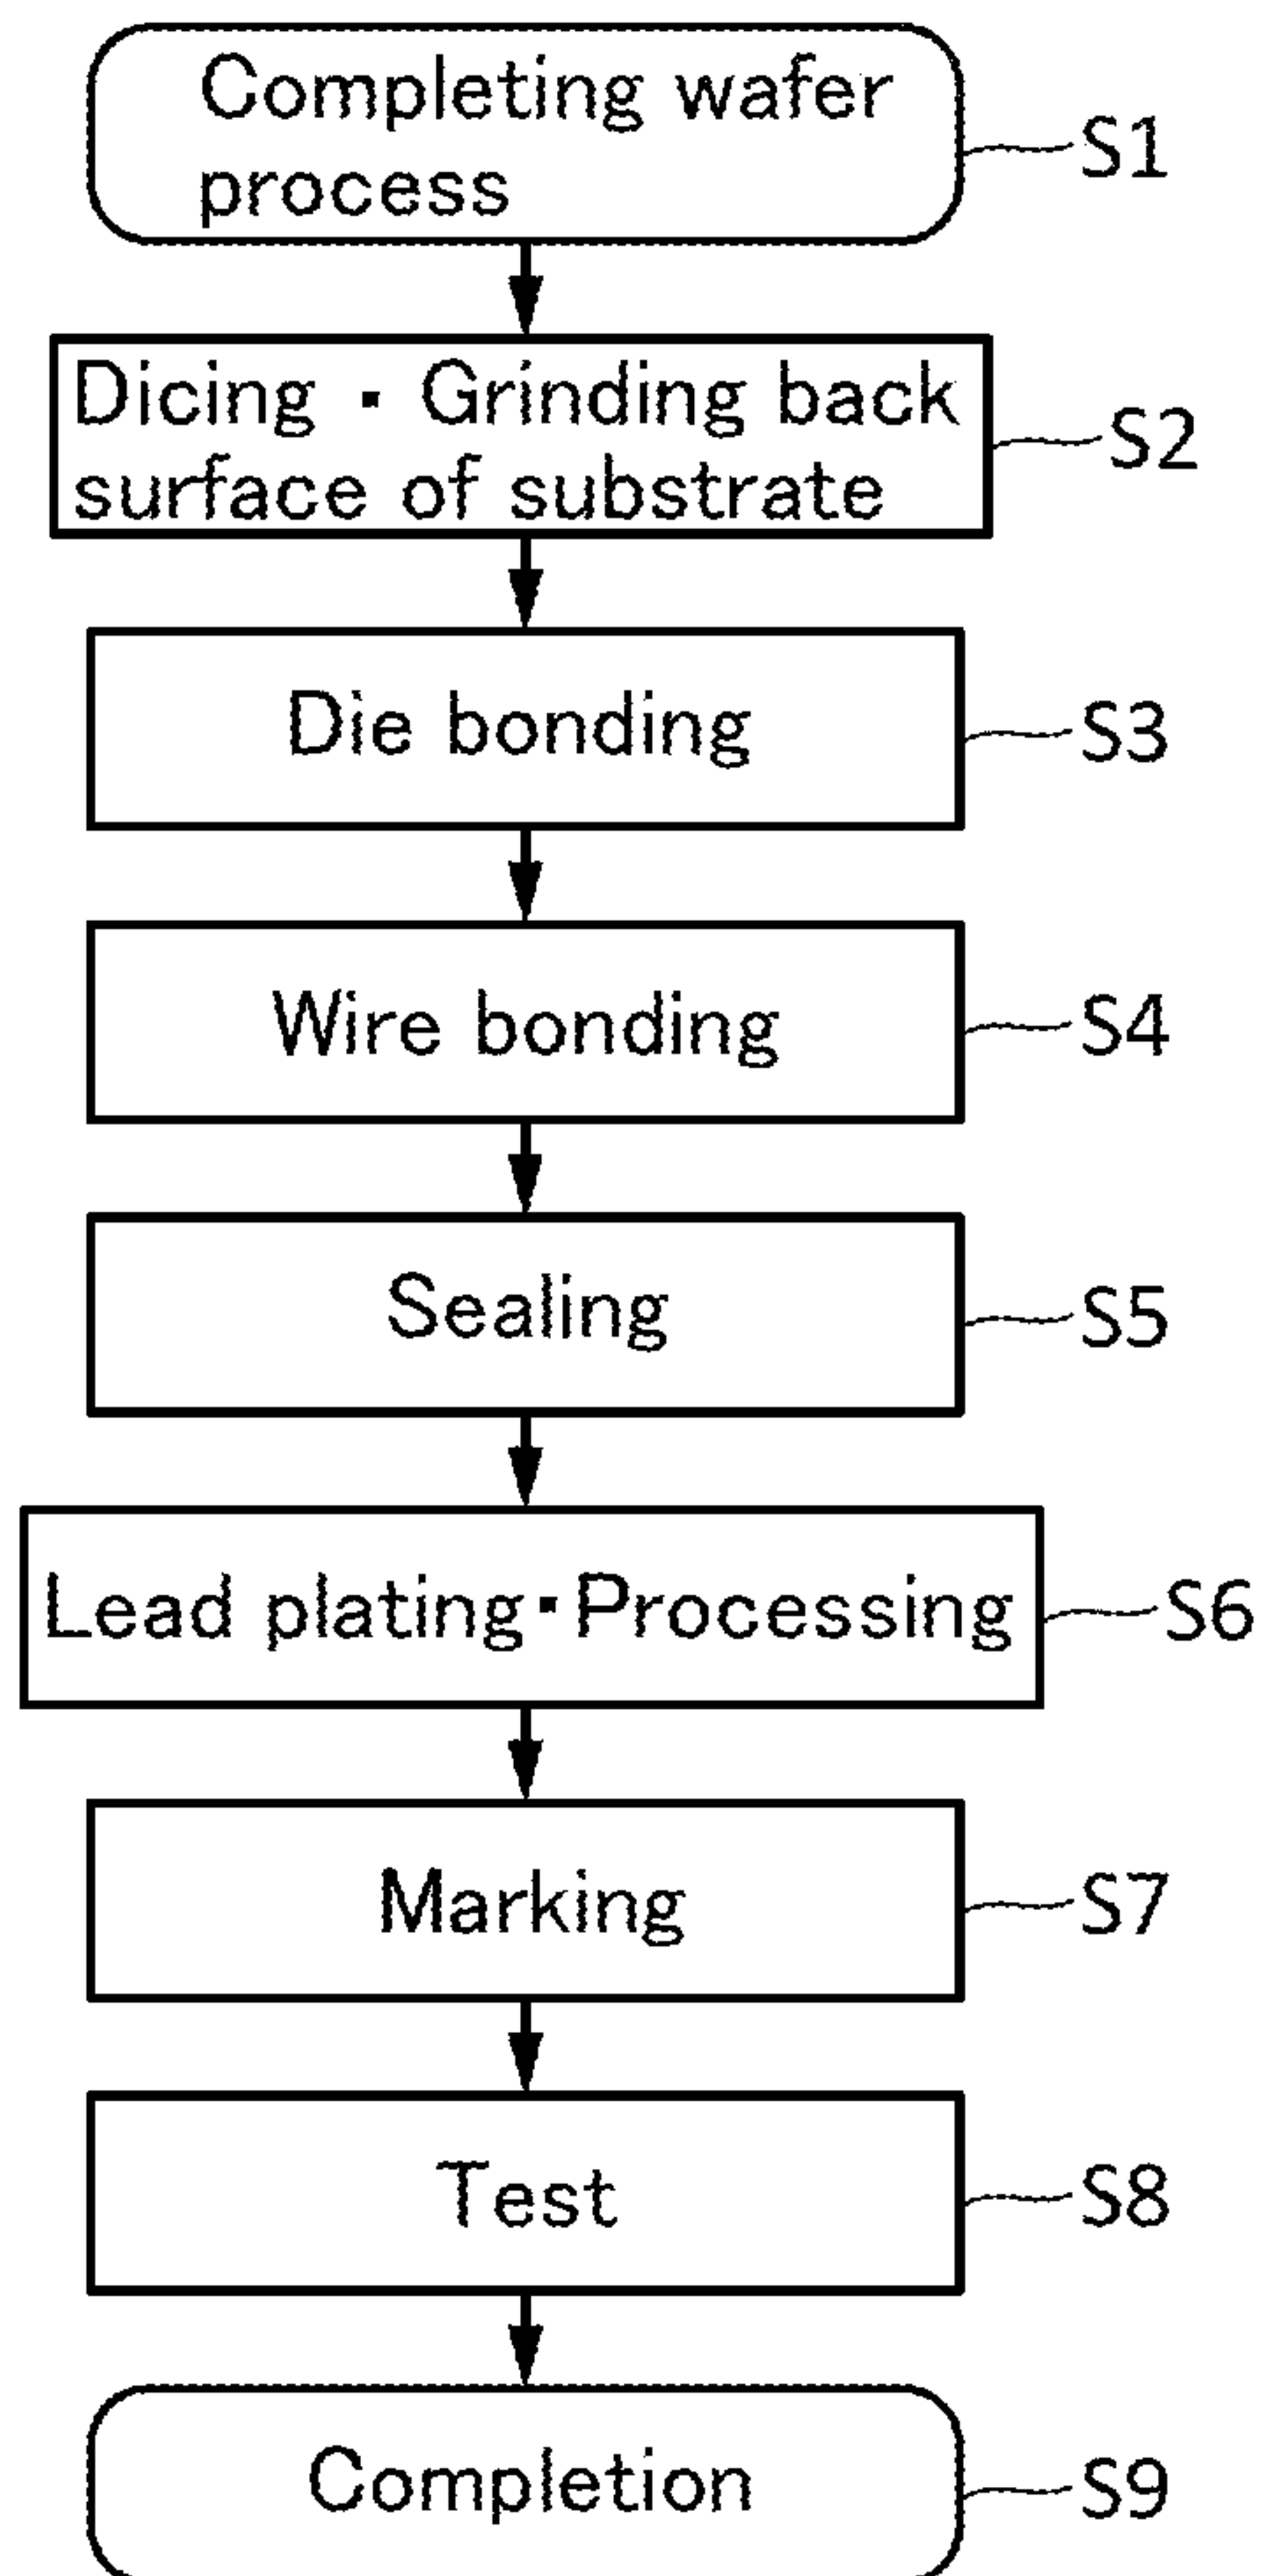 Completing wafer
process
S1
Dicing ・ Grinding back
surface of substrate
S2
Die bonding
S3
Wire bonding
S4
Sealing
S5
Lead plating・Processing
S6
Marking
S7
Test
S8
Completion
S9